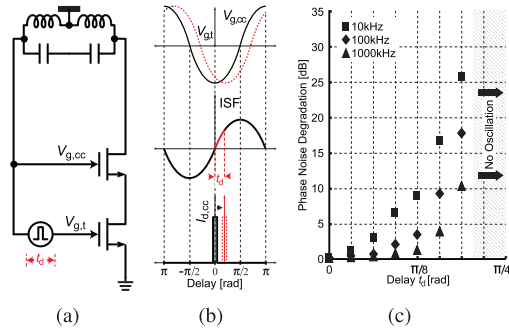 V_g,cc
V_g,t
t_d
(a)
V_g,t
V_g,cc
ISF
t_d
I_d,cc
π
-π/2
0
π/2
π
Delay [rad]
(b)
Phase Noise Degradation [dB]
35
30
25
20
15
10
5
0
10kHz
100kHz
1000kHz
No Oscillation
0
π/8
π/4
Delay t_d [rad]
(c)